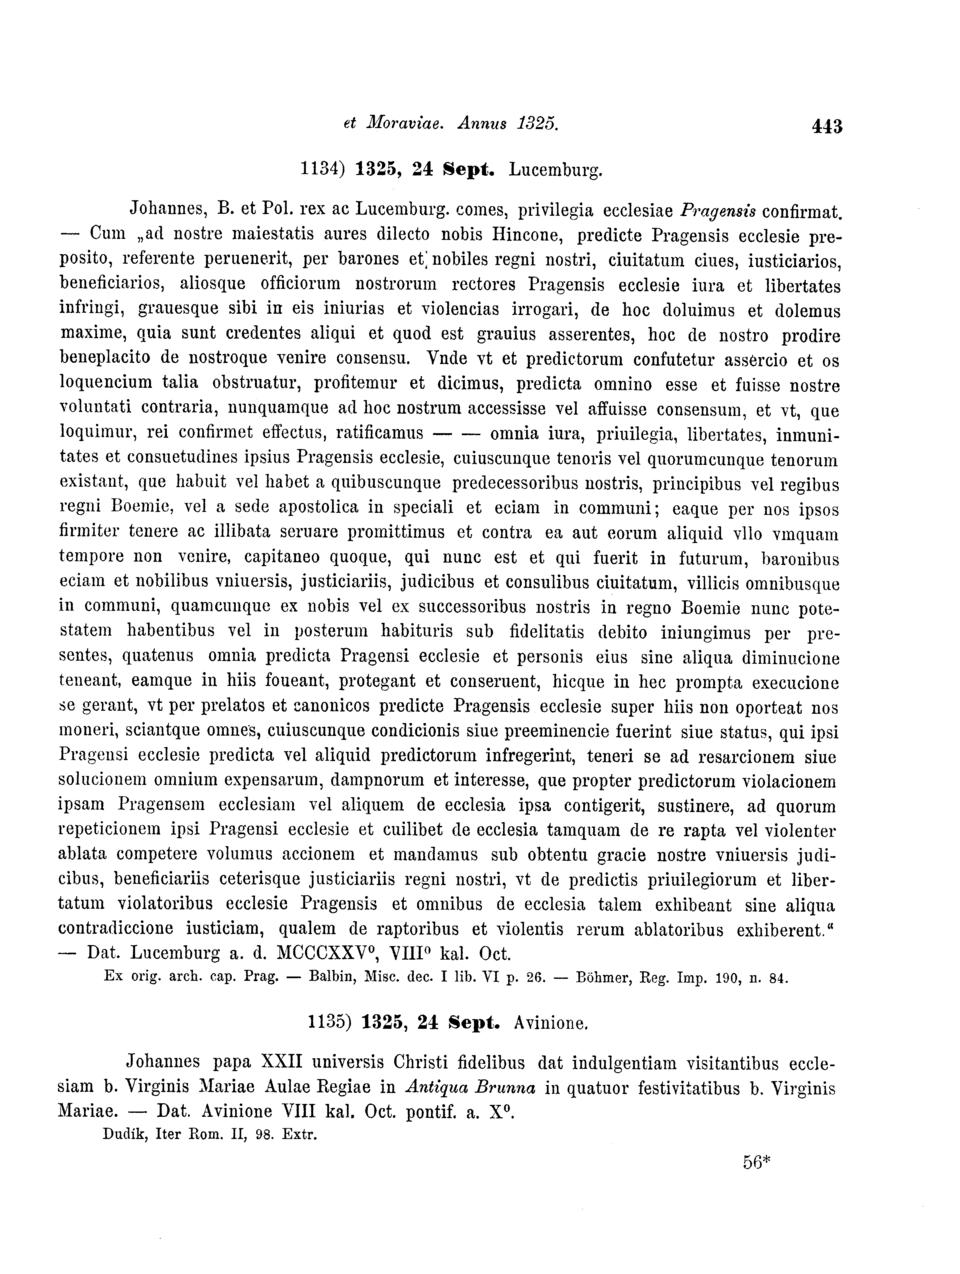 et Moraviae. Annus 1325. 443
1134) 1325, 24 Sept. Lucemburg.
Johannes, B. et Pol. rex ac Lucemburg. comes, privilegia ecclesiae Pragensis confirmat.
— Cum „ad nostre maiestatis aures dilecto nobis Hincone, predicte Pragensis ecclesie pre-
posito, referente peruenerit, per barones et nobiles regni nostri, ciuitatum ciues, iusticiarios,
beneficiarios, aliosque officiorum nostrorum rectores Pragensis ecclesie iura et libertates
infringi, grauesque sibi in eis iniurias et violencias irrogari, de hoc doluimus et dolemus
maxime, quia sunt credentes aliqui et quod est grauius asserentes, hoc de nostro prodire
beneplacito de nostroque venire consensu. Vnde vt et predictorum confutetur assercio et os
loquencium talia obstruatur, profitemur et dicimus, predicta omnino esse et fuisse nostre
voluntati contraria, nunquamque ad hoc nostrum accessisse vel affuisse consensum, et vt, que
loquimur, rei confirmet effectus, ratificamus — — omnia iura, priuilegia, libertates, inmuni-
tates et consuetudines ipsius Pragensis ecclesie, cuiuscunque tenoris vel quorumcunque tenorum
existant, que habuit vel habet a quibuscunque predecessoribus nostris, principibus vel regibus
regni Boemie, vel a sede apostolica in speciali et eciam in communi; eaque per nos ipsos
firmiter tenere ac illibata seruare promittimus et contra ea aut eorum aliquid vllo vmquam
tempore non venire, capitaneo quoque, qui nunc est et qui fuerit in futurum, baronibus
eciam et nobilibus vniuersis, justiciariis, judicibus et consulibus ciuitatum, villicis omnibusque
in communi, quamcunque ex nobis vel ex successoribus nostris in regno Boemie nunc pote-
statem habentibus vel in posterum habituris sub fidelitatis debito iniungimus per pre-
sentes, quatenus omnia predicta Pragensi ecclesie et personis eius sine aliqua diminucione
teneant, eamque in hiis foueant, protegant et conseruent, hicque in hec prompta execucione
se gerant, vt per prelatos et canonicos predicte Pragensis ecclesie super hiis non oporteat nos
moneri, sciantque omnes, cuiuscunque condicionis siue preeminencie fuerint siue status, qui ipsi
Pragensi ecclesie predicta vel aliquid predictorum infregerint, teneri se ad resarcionem siue
solucionem omnium expensarum, dampnorum et interesse, que propter predictorum violacionem
ipsam Pragensem ecclesiam vel aliquem de ecclesia ipsa contigerit, sustinere, ad quorum
repeticionem ipsi Pragensi ecclesie et cuilibet de ecclesia tamquam de re rapta vel violenter
ablata competere volumus accionem et mandamus sub obtentu gracie nostre vniuersis judi-
cibus, beneficiariis ceterisque justiciariis regni nostri, vt de predictis priuilegiorum et liber-
tatum violatoribus ecclesie Pragensis et omnibus de ecclesia talem exhibeant sine aliqua
contradiccione iusticiam, qualem de raptoribus et violentis rerum ablatoribus exhiberent.“
— Dat. Lucemburg a. d. MCCCXXV⁰, VIII⁰ kal. Oct.
Ex orig. arch. cap. Prag. — Balbin, Misc. dec. I lib. VI p. 26. — Böhmer, Reg. Imp. 190, n. 84.
1135) 1325, 24 Sept. Avinione.
Johannes papa XXII universis Christi fidelibus dat indulgentiam visitantibus eccle-
siam b. Virginis Mariae Aulae Regiae in Antiqua Brunna in quatuor festivitatibus b. Virginis
Mariae. — Dat. Avinione VIII kal. Oct. pontif. a. X⁰.
Dudík, Iter Rom. II, 98. Extr.
56*